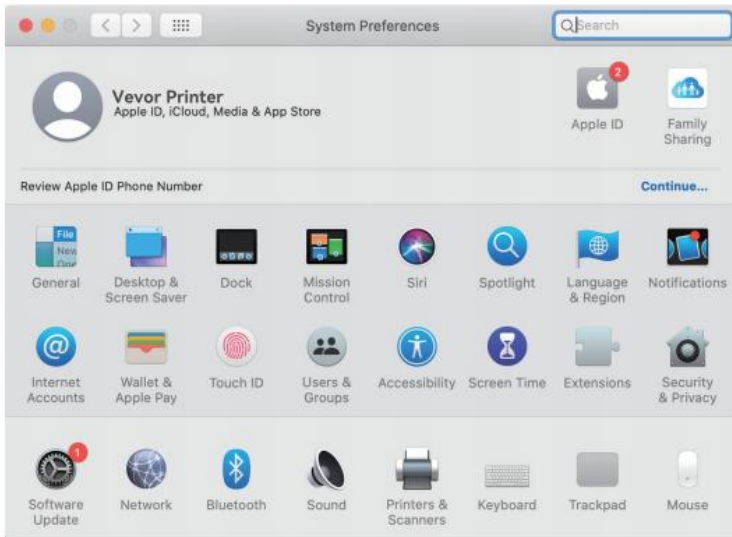 System Preferences
Search
Vevor Printer
Apple ID, iCloud, Media & App Store
2
Apple ID
Family
Sharing
Review Apple ID Phone Number
Continue...
File
New
One
General
Desktop &
Screen Saver
Dock
Mission
Control
Siri
Spotlight
Language
& Region
Notifications
@
Internet
Accounts
Wallet &
Apple Pay
Touch ID
Users &
Groups
Accessibility
Screen Time
Extensions
Security
& Privacy
1
Software
Update
Network
Bluetooth
Sound
Printers &
Scanners
Keyboard
Trackpad
Mouse